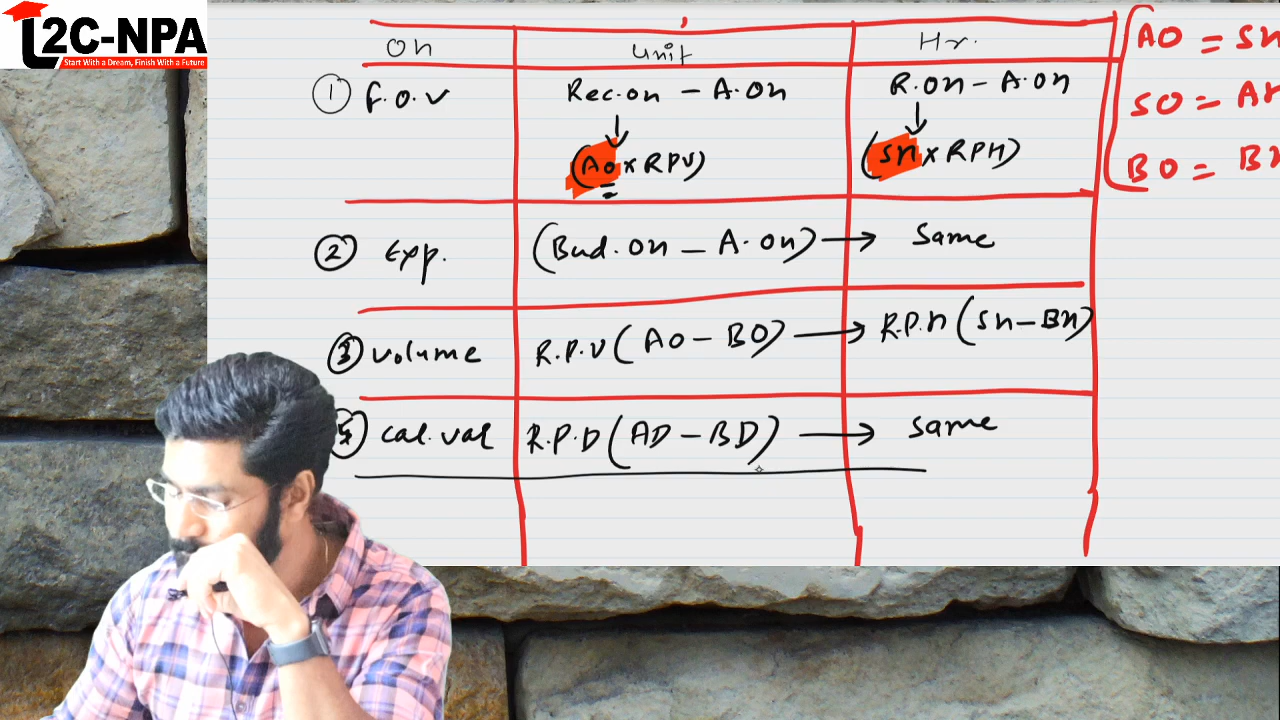 L2C-NPA
Start With a Dream, Finish With a Future
OH Unit Hr.
① F.O.V Rec.OH – A.OH R.OH – A.OH
(AO × RPU) (SH × RPH)
② Exp. (Bud.OH – A.OH) → Same
③ Volume R.P.U (AO – BO) → R.P.H (SH – BH)
④ Cal.Val R.P.D (AD – BD) → Same
AO = SH
SO = AH
BO = BH